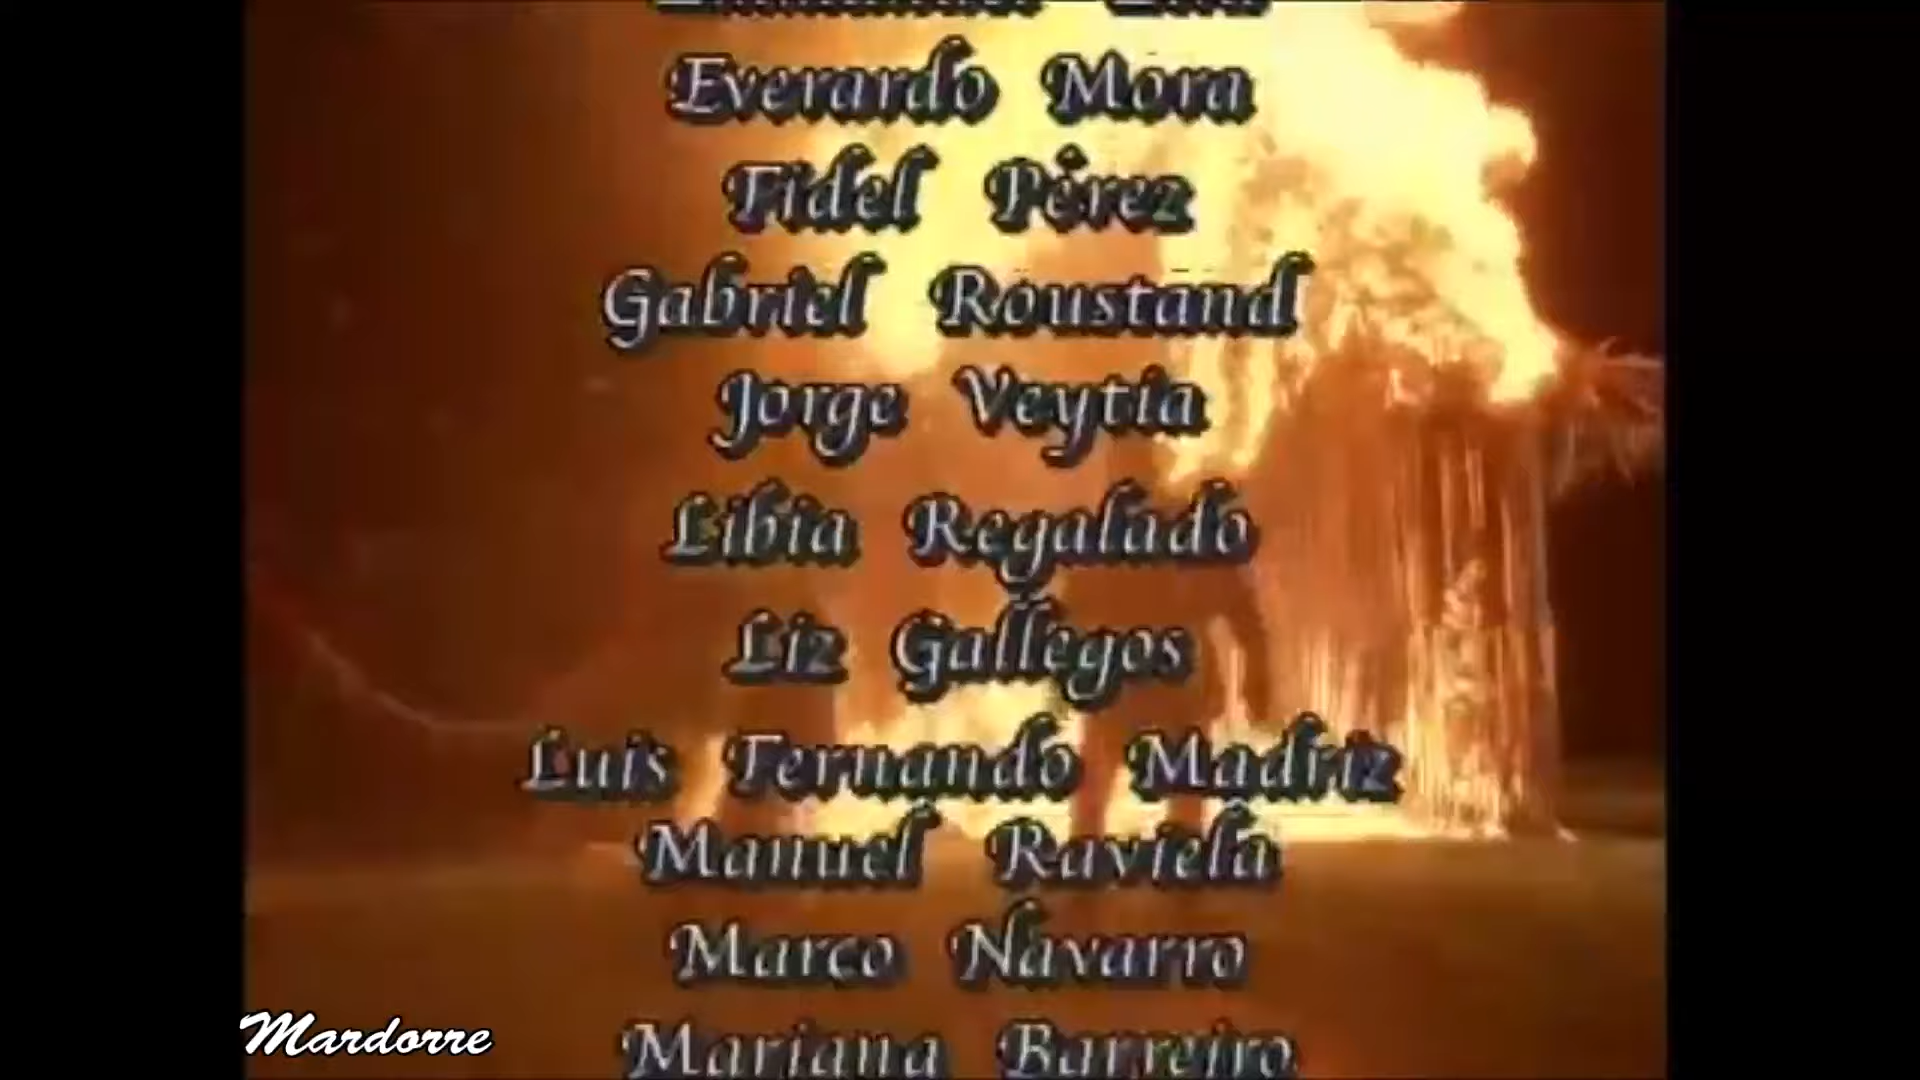 Everardo Mora
Fidel Pérez
Gabriel Roustand
Jorge Veytia
Libia Regalado
Liz Gallegos
Luis Fernando Madriz
Manuel Raviela
Marco Navarro
Mariana Barreiro
Mardorre